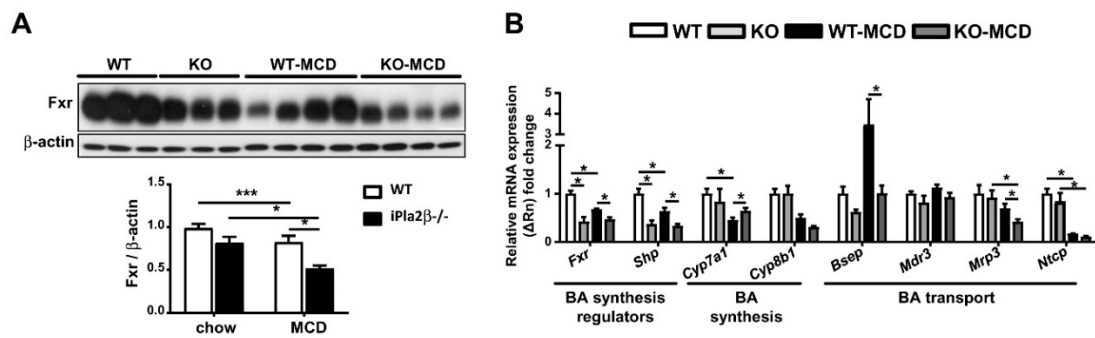 A
WT KO WT-MCD KO-MCD
Fxr
β-actin
Fxr / β-actin
1.5
1.0
0.5
0.0
***
*
*
chow MCD
WT
iPla2β-/-
B
WT KO WT-MCD KO-MCD
Relative mRNA expression
(ΔRn) fold change
5
4
3
2
1
0
* * *
* * *
* *
*
* *
* *
Fxr Shp Cyp7a1 Cyp8b1 Bsep Mdr3 Mrp3 Ntcp
BA synthesis
regulators
BA
synthesis
BA transport